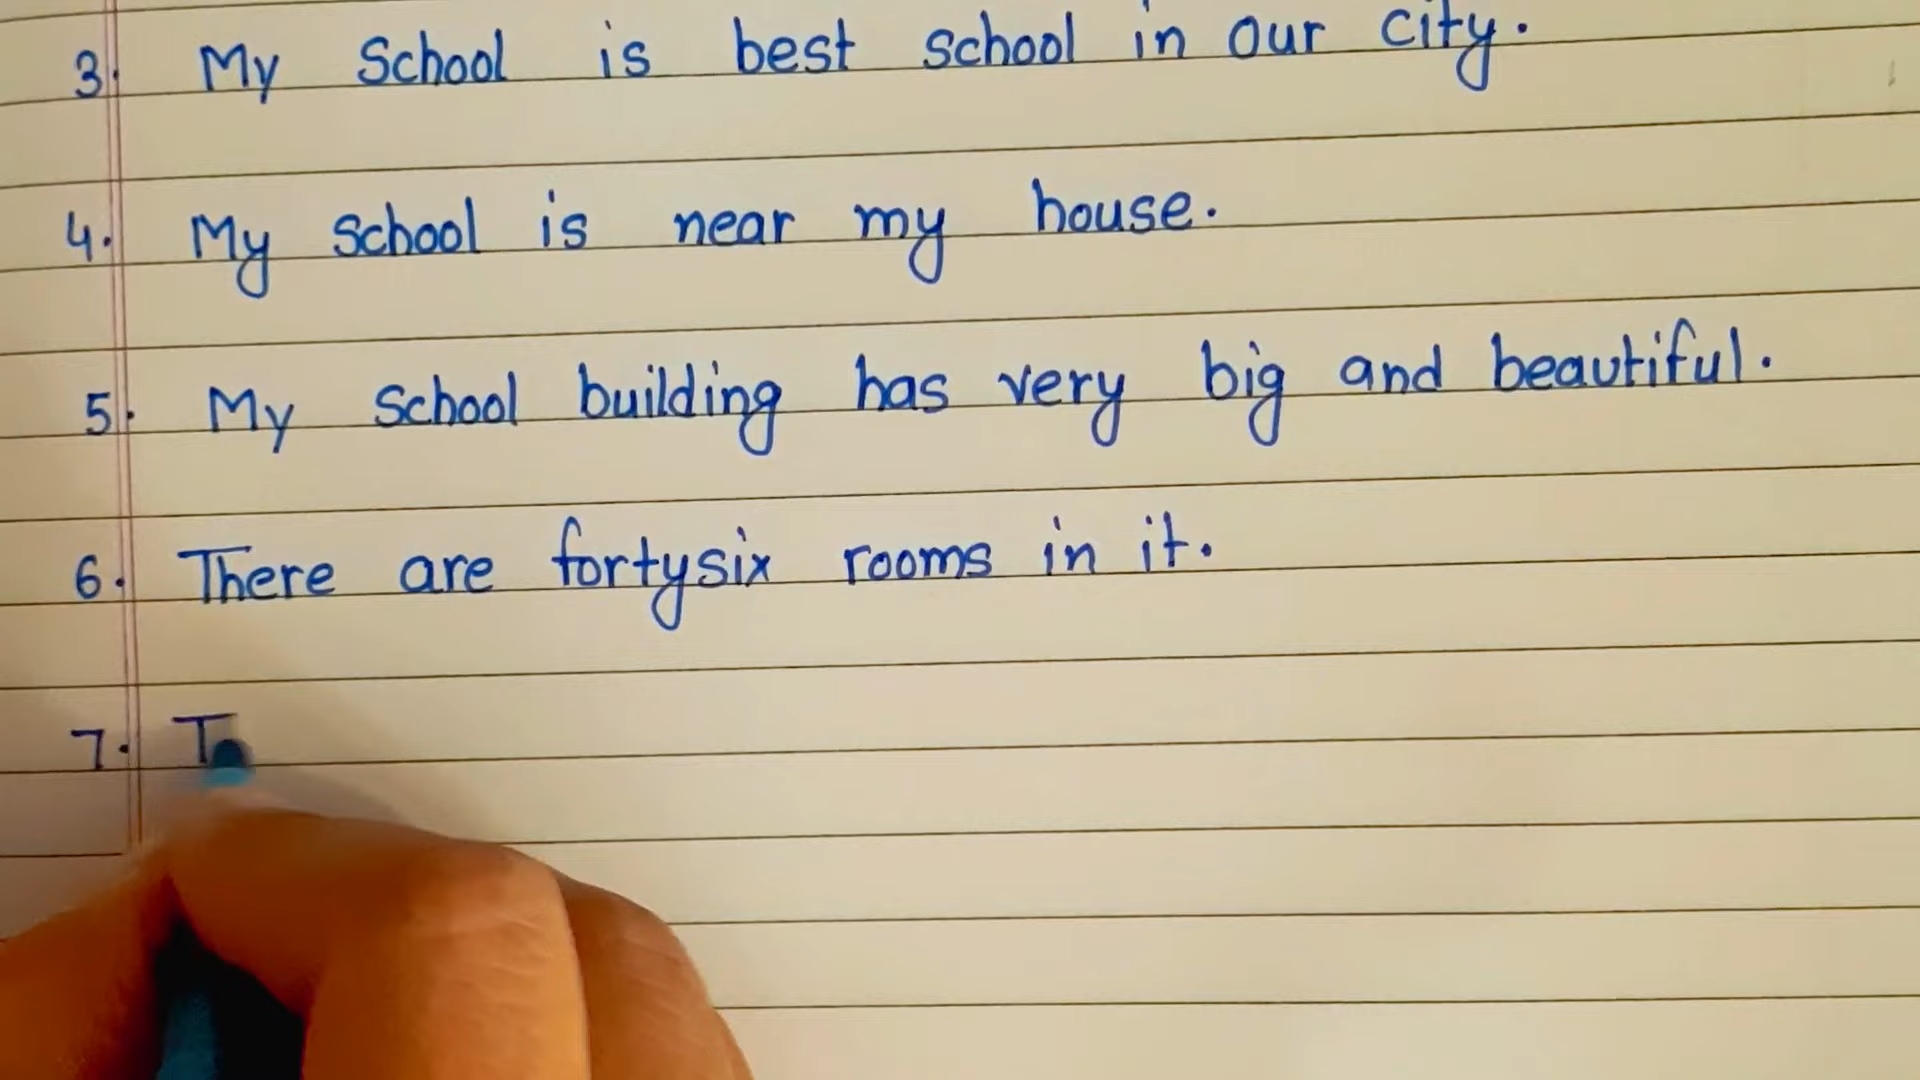 3. My School is best school in our city.
4. My school is near my house.
5. My school building has very big and beautiful.
6. There are fortysix rooms in it.
7. T